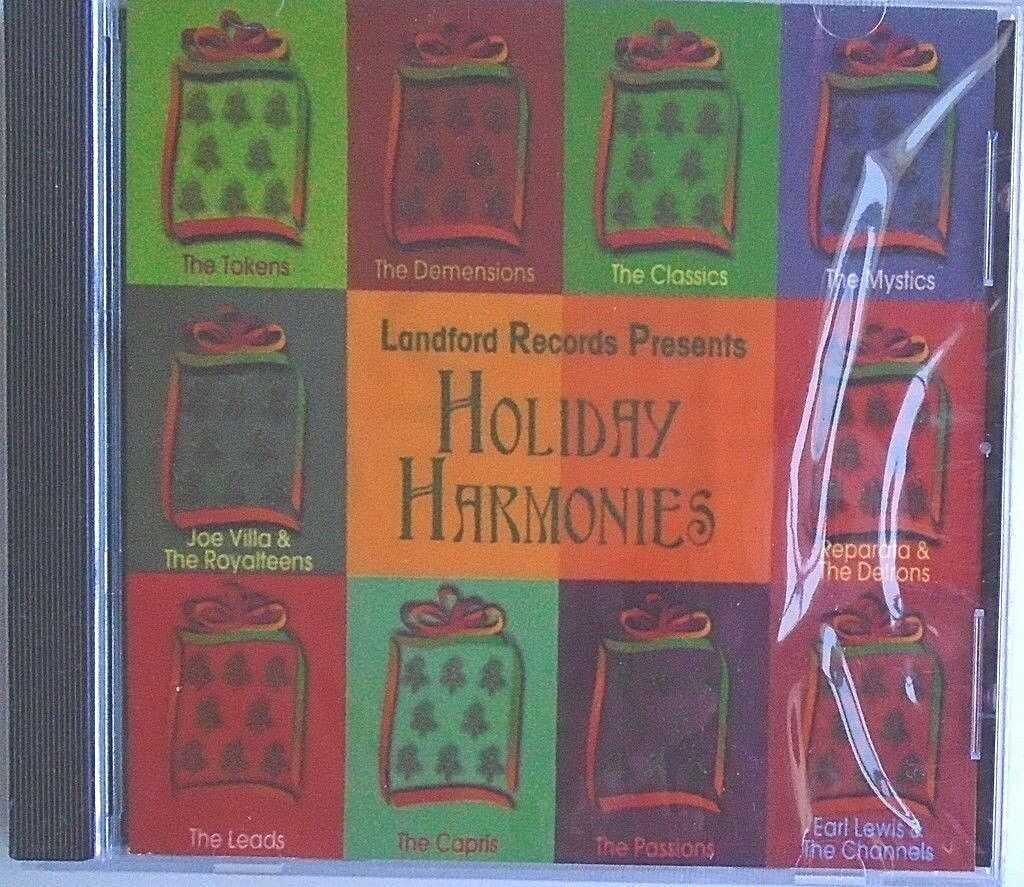 The Tokens
The Demensions
The Classics
The Mystics
Landford Records Presents
Holiday
Harmonies
Joe Villa &
The Royalteens
Reparata &
The Delrons
The Leads
The Capris
The Passions
Earl Lewis &
The Channels